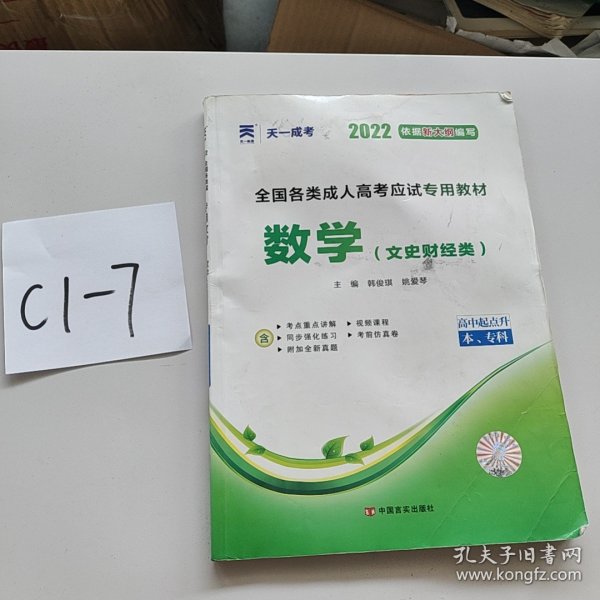 C1-7
天一成考
2022 依据新大纲编写
全国各类成人高考应试专用教材
数学（文史财经类）
主编 韩俊琪 姚爱琴
含
考点重点讲解 视频课程
同步强化练习 考前仿真卷
附加全新真题
高中起点升
本、专科
中国言实出版社
孔夫子旧书网
www.kongfz.com